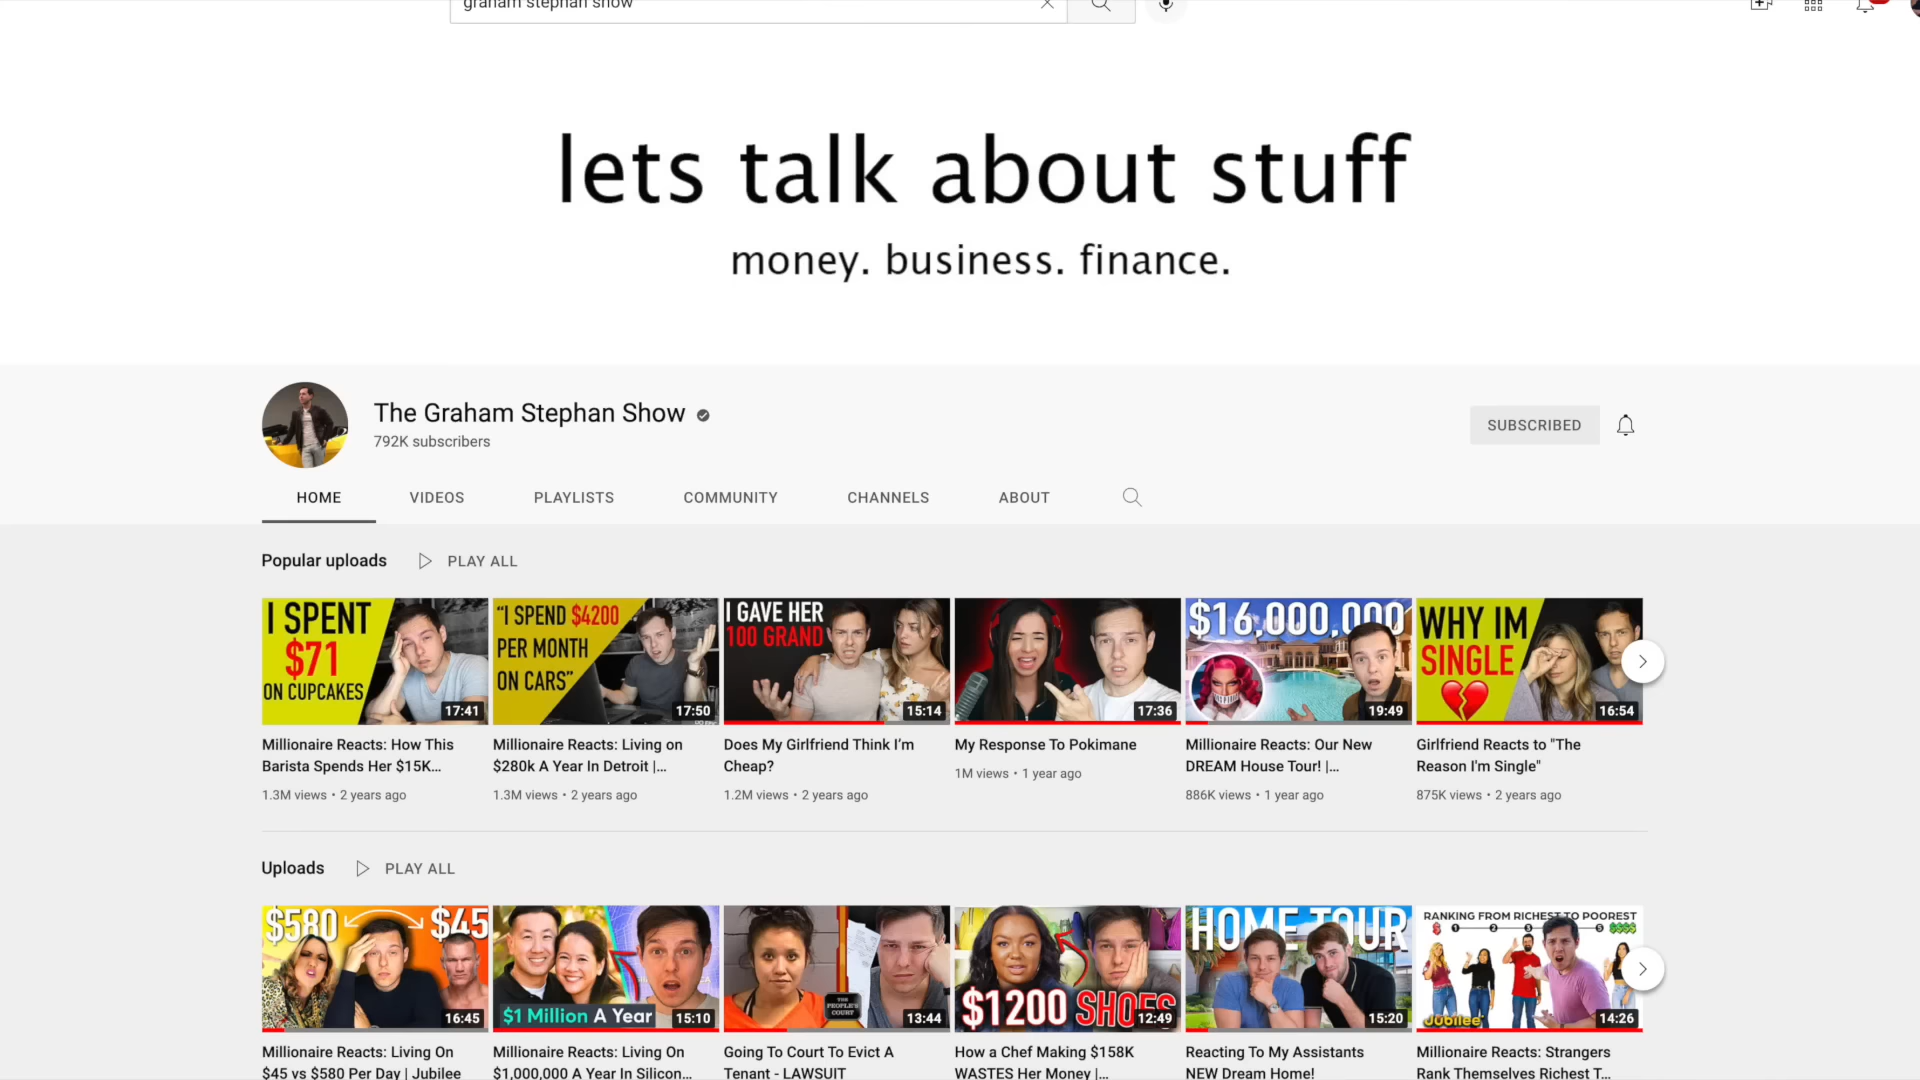 graham stephan show
lets talk about stuff
money. business. finance.
The Graham Stephan Show
792K subscribers
SUBSCRIBED
HOME
VIDEOS
PLAYLISTS
COMMUNITY
CHANNELS
ABOUT
Popular uploads
PLAY ALL
I SPENT
$71
ON CUPCAKES
17:41
"I SPEND $4200
PER MONTH
ON CARS"
17:50
I GAVE HER
100 GRAND
15:14
17:36
$16,000,000
19:49
WHY IM
SINGLE
16:54
Millionaire Reacts: How This
Barista Spends Her $15K...
1.3M views • 2 years ago
Millionaire Reacts: Living on
$280k A Year In Detroit |...
1.3M views • 2 years ago
Does My Girlfriend Think I'm
Cheap?
1.2M views • 2 years ago
My Response To Pokimane
1M views • 1 year ago
Millionaire Reacts: Our New
DREAM House Tour! |...
886K views • 1 year ago
Girlfriend Reacts to "The
Reason I'm Single"
875K views • 2 years ago
Uploads
PLAY ALL
$580
$45
16:45
$1 Million A Year
15:10
THE
PEOPLE'S
COURT
13:44
$1200 SHOES
12:49
HOME TOUR
15:20
RANKING FROM RICHEST TO POOREST
$ 1 2 3 5 $$$$
Jubilee
14:26
Millionaire Reacts: Living On
$45 vs $580 Per Day | Jubilee
Millionaire Reacts: Living On
$1,000,000 A Year In Silicon...
Going To Court To Evict A
Tenant - LAWSUIT
How a Chef Making $158K
WASTES Her Money |...
Reacting To My Assistants
NEW Dream Home!
Millionaire Reacts: Strangers
Rank Themselves Richest T...